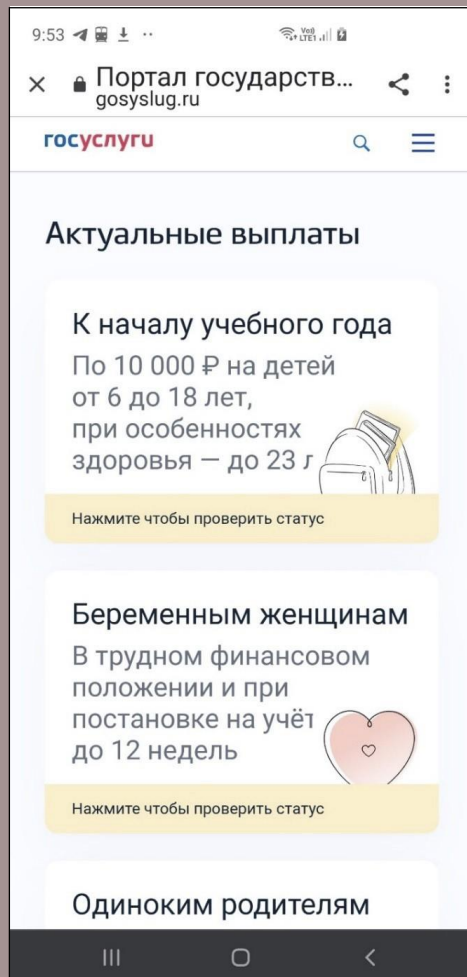 9:53
Vo)) LTE1
Портал государств...
gosyslug.ru
госуслуги
Актуальные выплаты
К началу учебного года
По 10 000 ₽ на детей
от 6 до 18 лет,
при особенностях
здоровья — до 23 л
Нажмите чтобы проверить статус
Беременным женщинам
В трудном финансовом
положении и при
постановке на учёт
до 12 недель
Нажмите чтобы проверить статус
Одиноким родителям